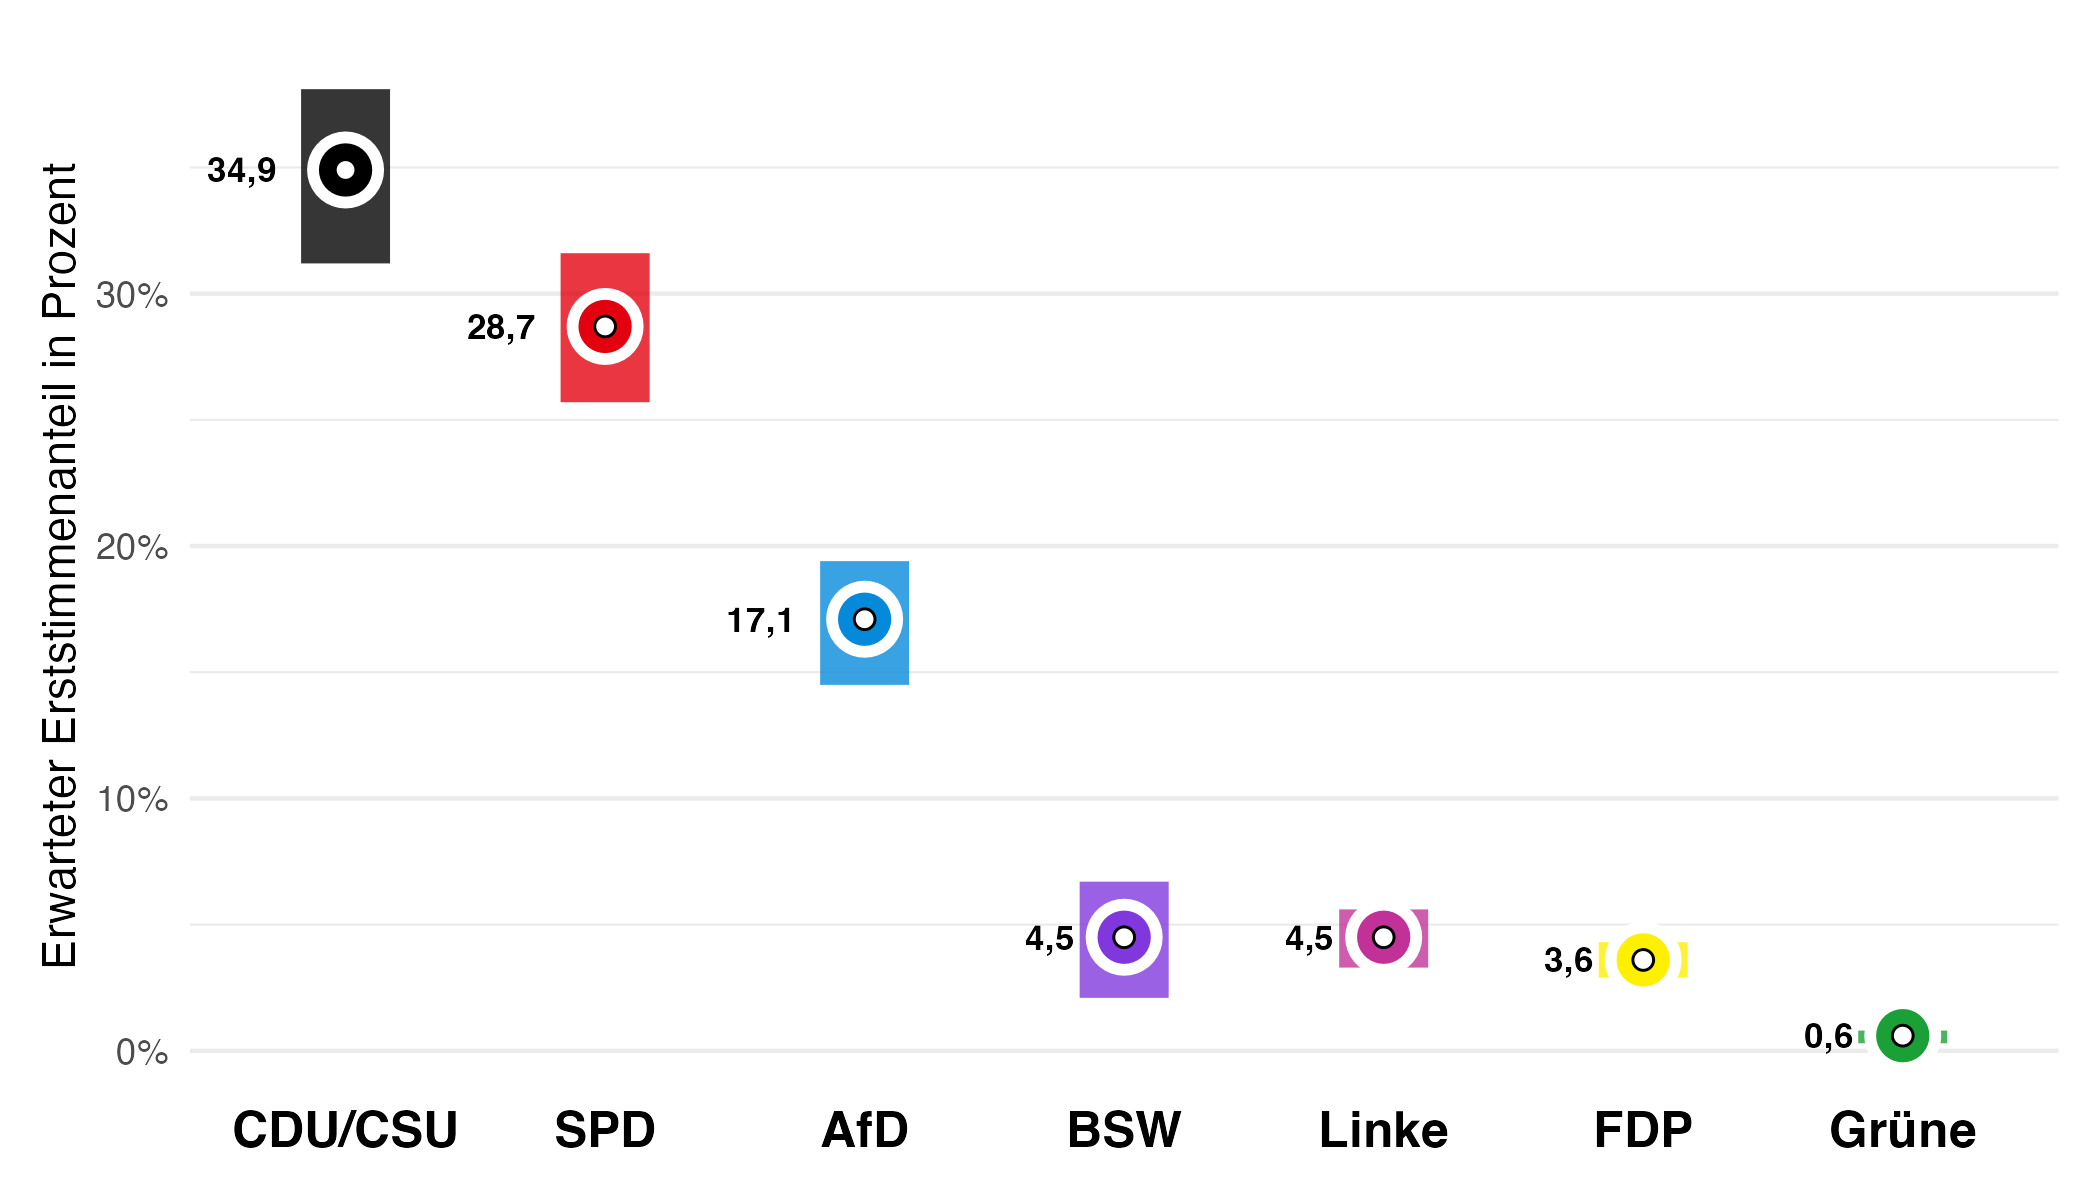 Erwarteter Erststimmenanteil in Prozent
30%
20%
10%
0%
34,9
28,7
17,1
4,5
4,5
3,6
0,6
CDU/CSU
SPD
AfD
BSW
Linke
FDP
Grüne